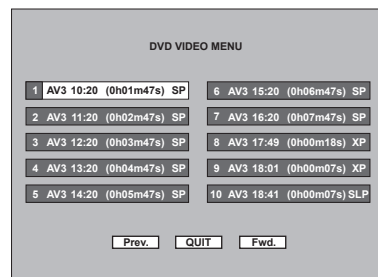 DVD VIDEO MENU
1 AV3 10:20 (0h01m47s) SP
2 AV3 11:20 (0h02m47s) SP
3 AV3 12:20 (0h03m47s) SP
4 AV3 13:20 (0h04m47s) SP
5 AV3 14:20 (0h05m47s) SP
6 AV3 15:20 (0h06m47s) SP
7 AV3 16:20 (0h07m47s) SP
8 AV3 17:49 (0h00m18s) XP
9 AV3 18:01 (0h00m07s) XP
10 AV3 18:41 (0h00m07s) SLP
Prev. QUIT Fwd.